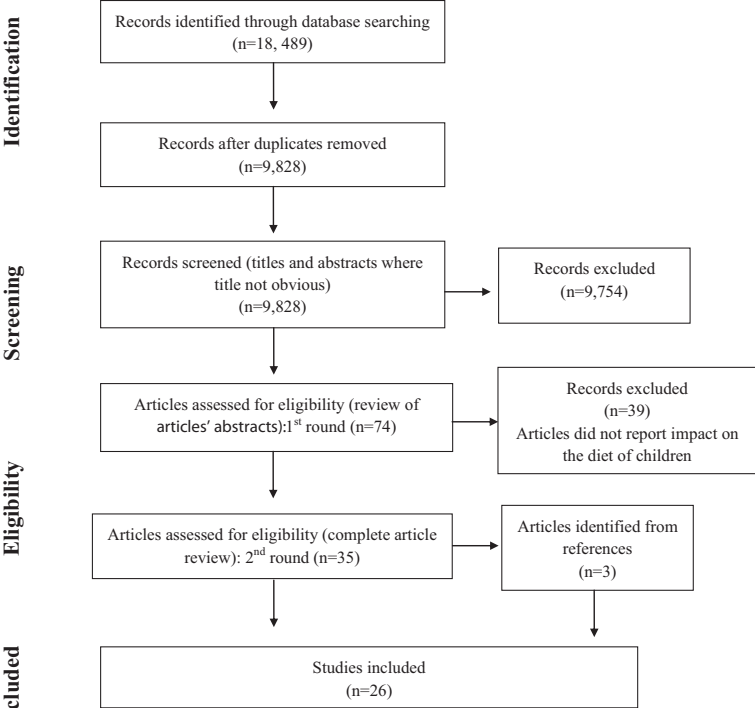 Identification
Records identified through database searching
(n=18, 489)
Records after duplicates removed
(n=9,828)
Screening
Records screened (titles and abstracts where
title not obvious)
(n=9,828)
Records excluded
(n=9,754)
Eligibility
Articles assessed for eligibility (review of
articles’ abstracts):1st round (n=74)
Records excluded
(n=39)
Articles did not report impact on
the diet of children
Articles assessed for eligibility (complete article
review): 2nd round (n=35)
Articles identified from
references
(n=3)
cluded
Studies included
(n=26)